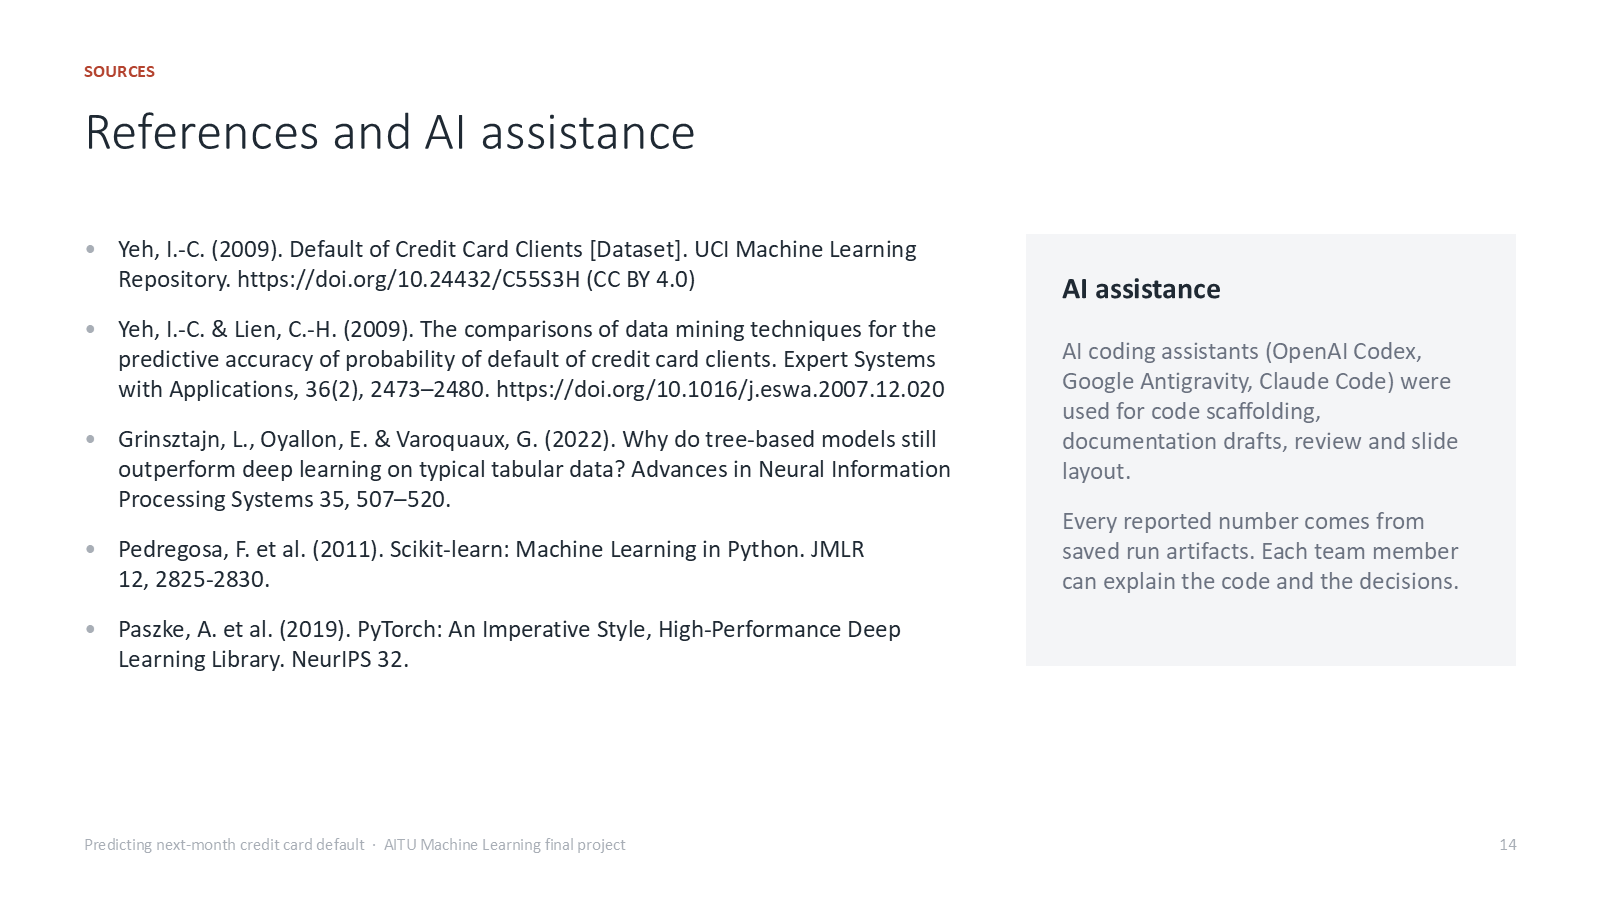 SOURCES
References and AI assistance
• Yeh, I.-C. (2009). Default of Credit Card Clients [Dataset]. UCI Machine Learning
Repository. https://doi.org/10.24432/C55S3H (CC BY 4.0)
• Yeh, I.-C. & Lien, C.-H. (2009). The comparisons of data mining techniques for the
predictive accuracy of probability of default of credit card clients. Expert Systems
with Applications, 36(2), 2473–2480. https://doi.org/10.1016/j.eswa.2007.12.020
• Grinsztajn, L., Oyallon, E. & Varoquaux, G. (2022). Why do tree-based models still
outperform deep learning on typical tabular data? Advances in Neural Information
Processing Systems 35, 507–520.
• Pedregosa, F. et al. (2011). Scikit-learn: Machine Learning in Python. JMLR
12, 2825-2830.
• Paszke, A. et al. (2019). PyTorch: An Imperative Style, High-Performance Deep
Learning Library. NeurIPS 32.
AI assistance
AI coding assistants (OpenAI Codex,
Google Antigravity, Claude Code) were
used for code scaffolding,
documentation drafts, review and slide
layout.
Every reported number comes from
saved run artifacts. Each team member
can explain the code and the decisions.
Predicting next-month credit card default · AITU Machine Learning final project
14